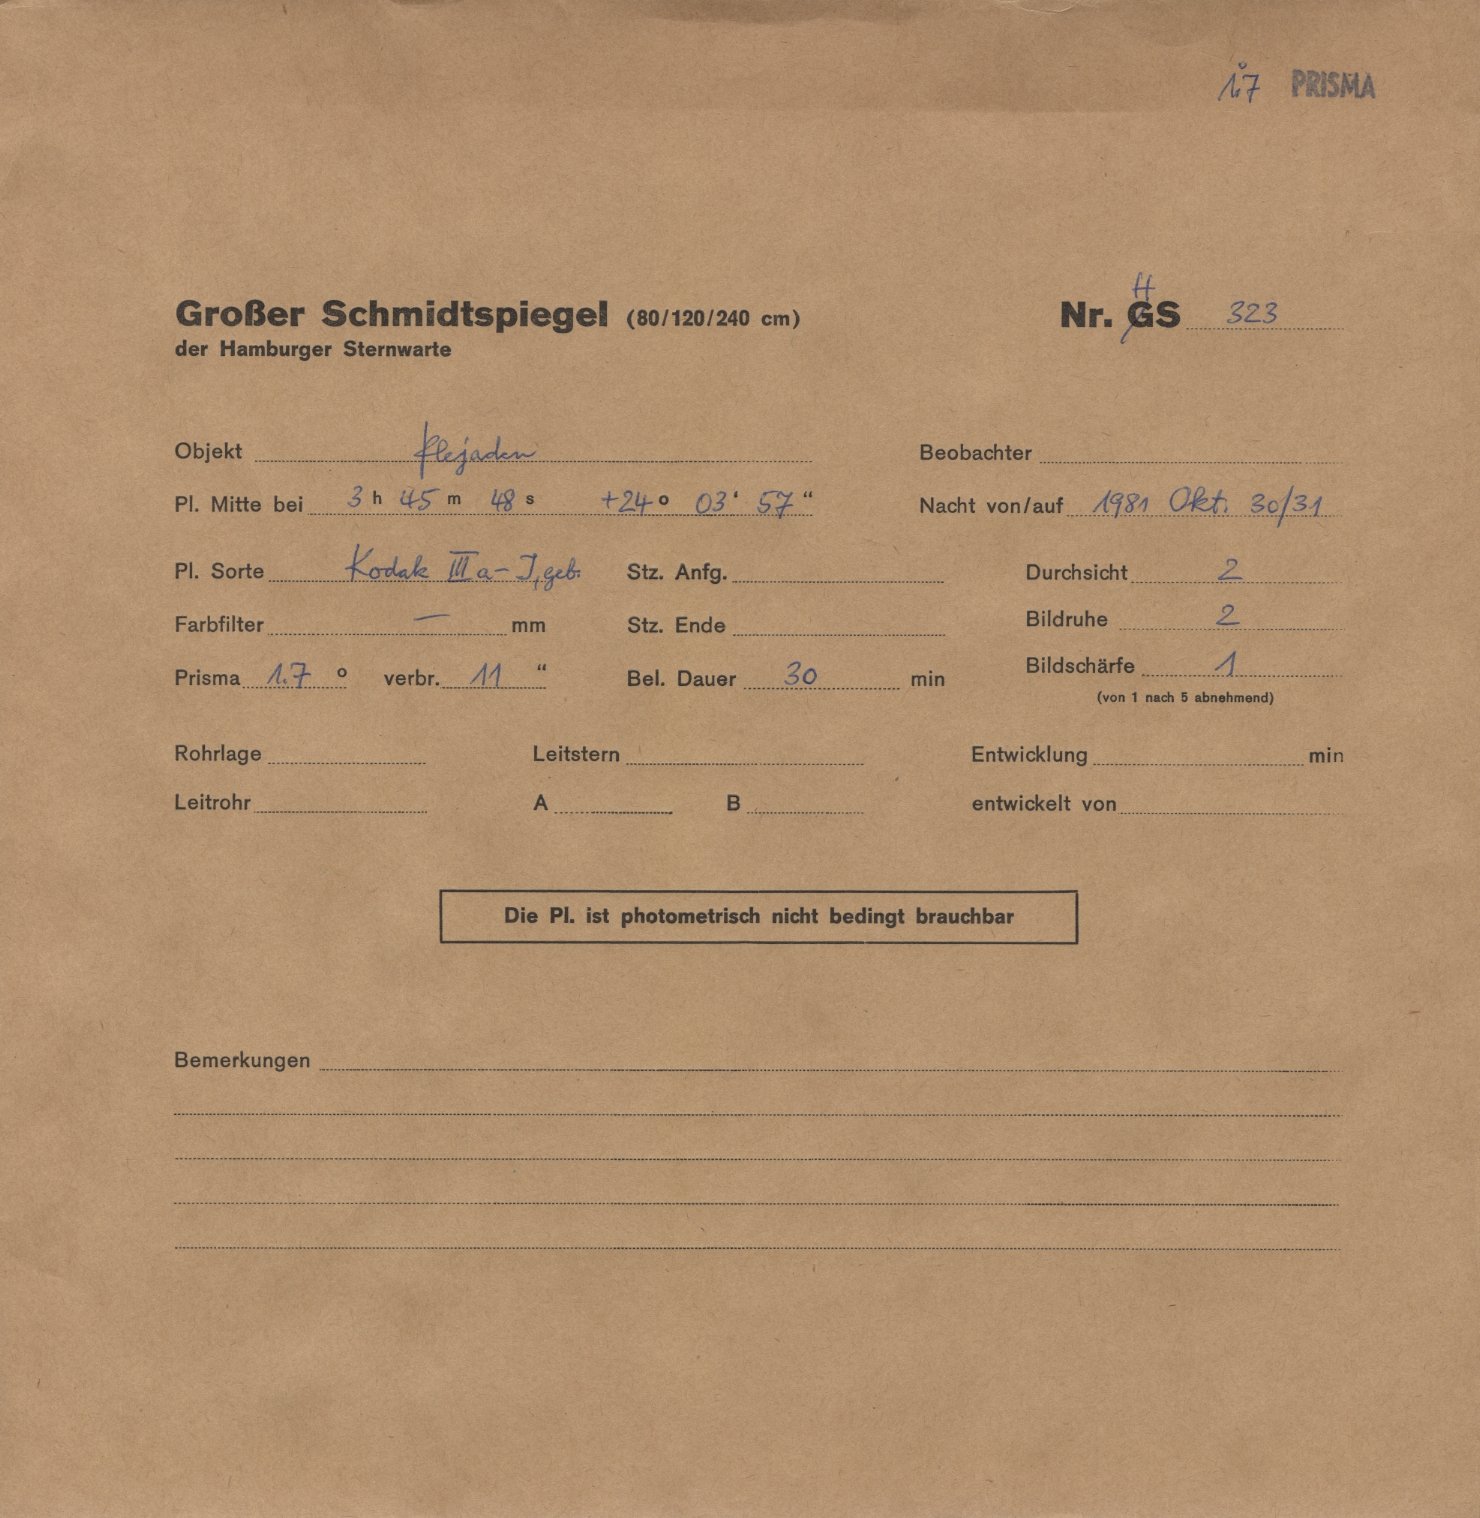 1°.7 PRISMA
Großer Schmidtspiegel (80/120/240 cm)
der Hamburger Sternwarte
Nr. HS 323
Objekt Plejaden
Beobachter
Pl. Mitte bei 3 h 45 m 48 s +24 o 03 ‘ 57 “
Nacht von/auf 1981 Okt. 30/31
Pl. Sorte Kodak IIIa-J, geb.
Stz. Anfg.
Durchsicht 2
Farbfilter — mm
Stz. Ende
Bildruhe 2
Prisma 1.7 o verbr. 11 “
Bel. Dauer 30 min
Bildschärfe 1
(von 1 nach 5 abnehmend)
Rohrlage
Leitstern
Entwicklung min
Leitrohr
A B
entwickelt von
Die Pl. ist photometrisch nicht bedingt brauchbar
Bemerkungen